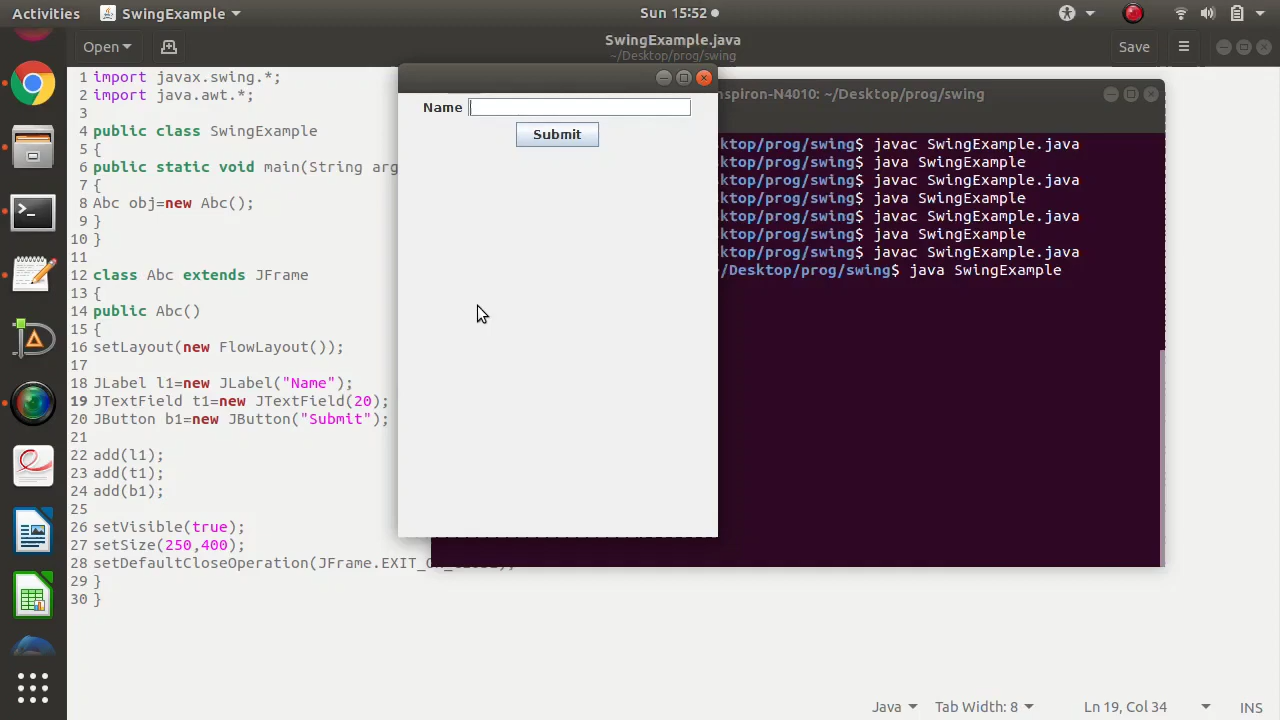 Activities SwingExample Sun 15:52
Open SwingExample.java Save
~/Desktop/prog/swing
1 import javax.swing.*;
2 import java.awt.*;
3
4 public class SwingExample
5 {
6 public static void main(String arg
7 {
8 Abc obj=new Abc();
9 }
10 }
11
12 class Abc extends JFrame
13 {
14 public Abc()
15 {
16 setLayout(new FlowLayout());
17
18 JLabel l1=new JLabel("Name");
19 JTextField t1=new JTextField(20);
20 JButton b1=new JButton("Submit");
21
22 add(l1);
23 add(t1);
24 add(b1);
25
26 setVisible(true);
27 setSize(250,400);
28 setDefaultCloseOperation(JFrame.EXIT_
29 }
30 }
Name
Submit
nspiron-N4010: ~/Desktop/prog/swing
ktop/prog/swing$ javac SwingExample.java
ktop/prog/swing$ java SwingExample
ktop/prog/swing$ javac SwingExample.java
ktop/prog/swing$ java SwingExample
ktop/prog/swing$ javac SwingExample.java
ktop/prog/swing$ java SwingExample
ktop/prog/swing$ javac SwingExample.java
/Desktop/prog/swing$ java SwingExample
Java Tab Width: 8 Ln 19, Col 34 INS